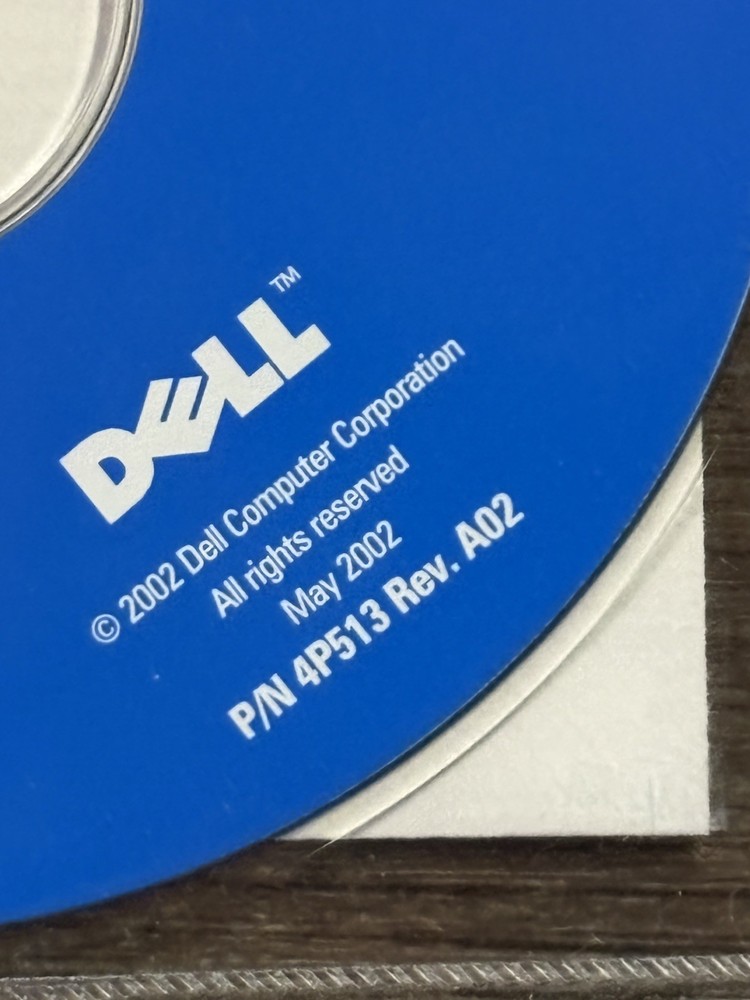 DELL™
© 2002 Dell Computer Corporation
All rights reserved
May 2002
P/N 4P513 Rev. A02